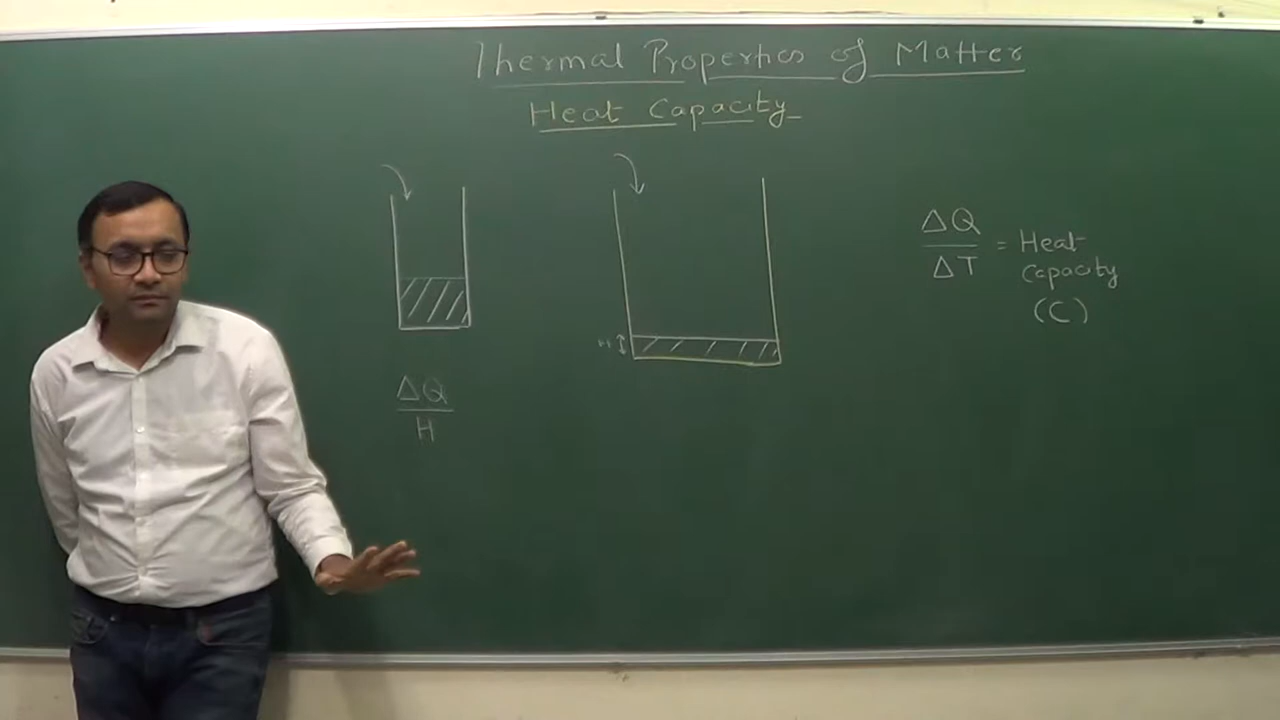 Thermal Properties of Matter
Heat Capacity
H
ΔQ
H
ΔQ
ΔT
= Heat
Capacity
(C)